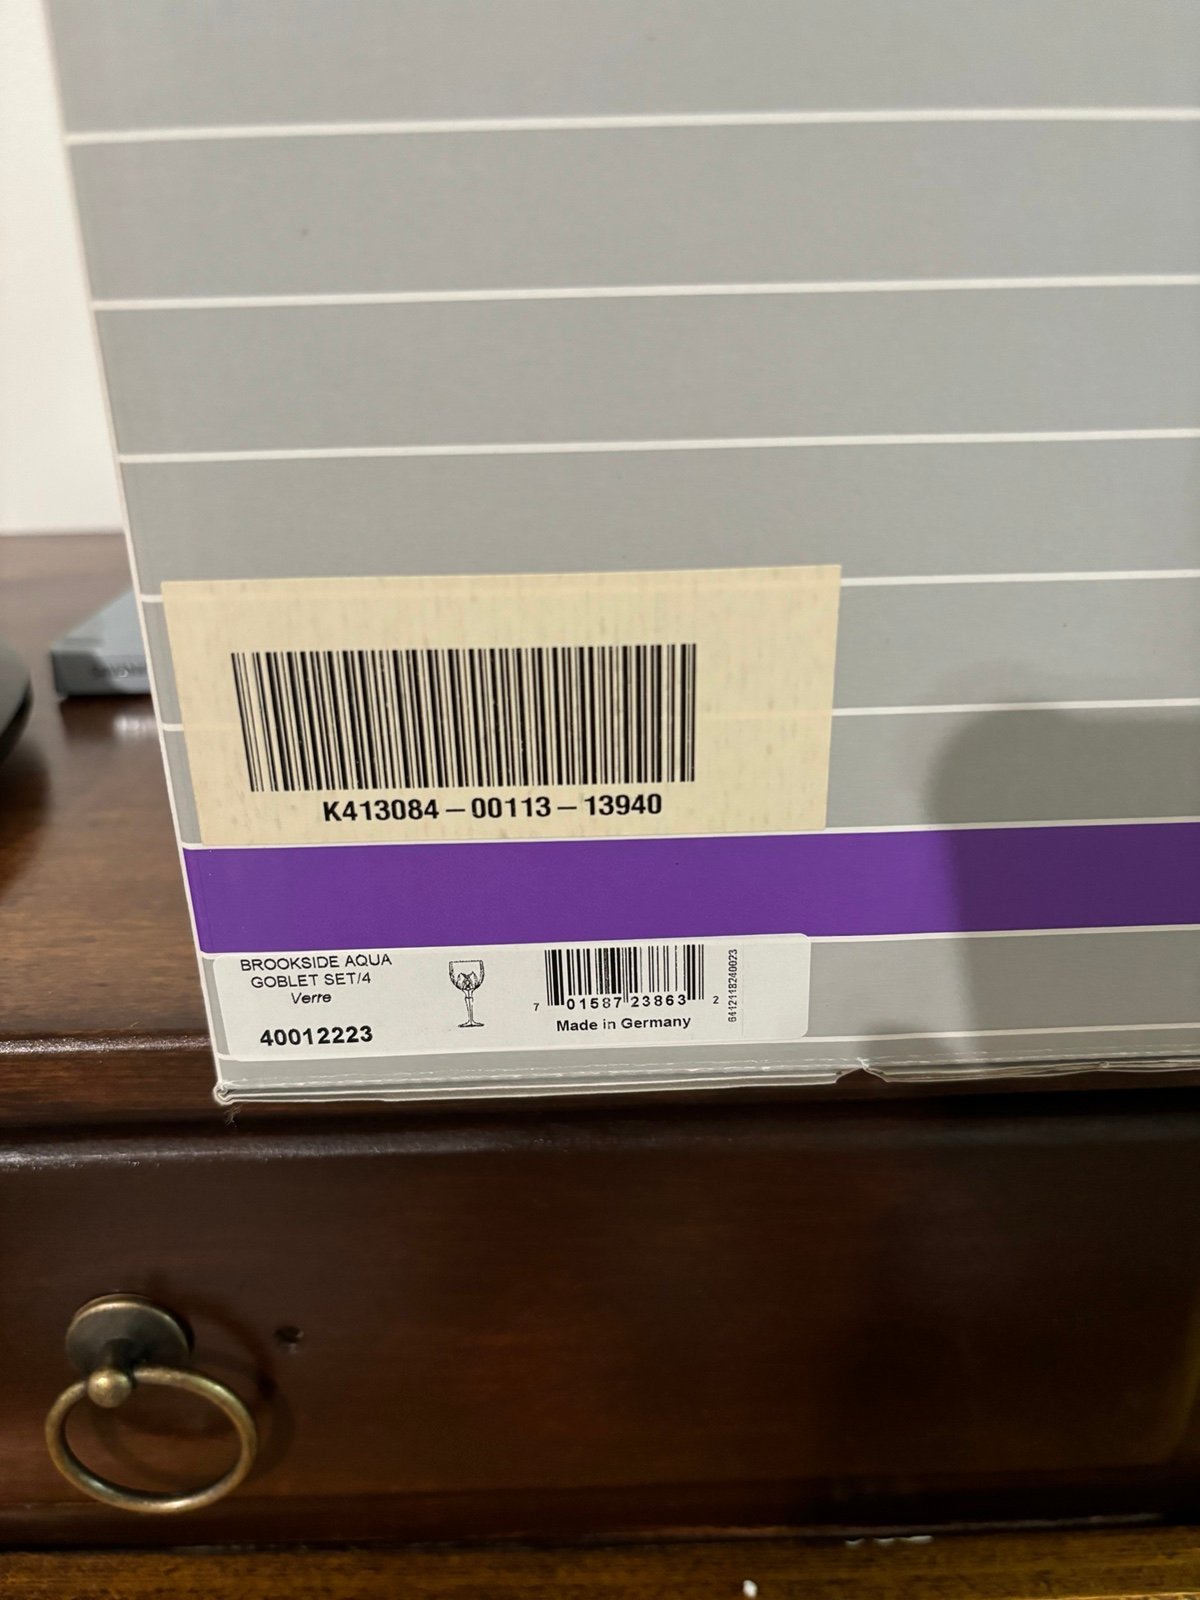 K413084 – 00113 – 13940
BROOKSIDE AQUA
GOBLET SET/4
Verre
40012223
7 01587 23863 2
Made in Germany
6412118240023